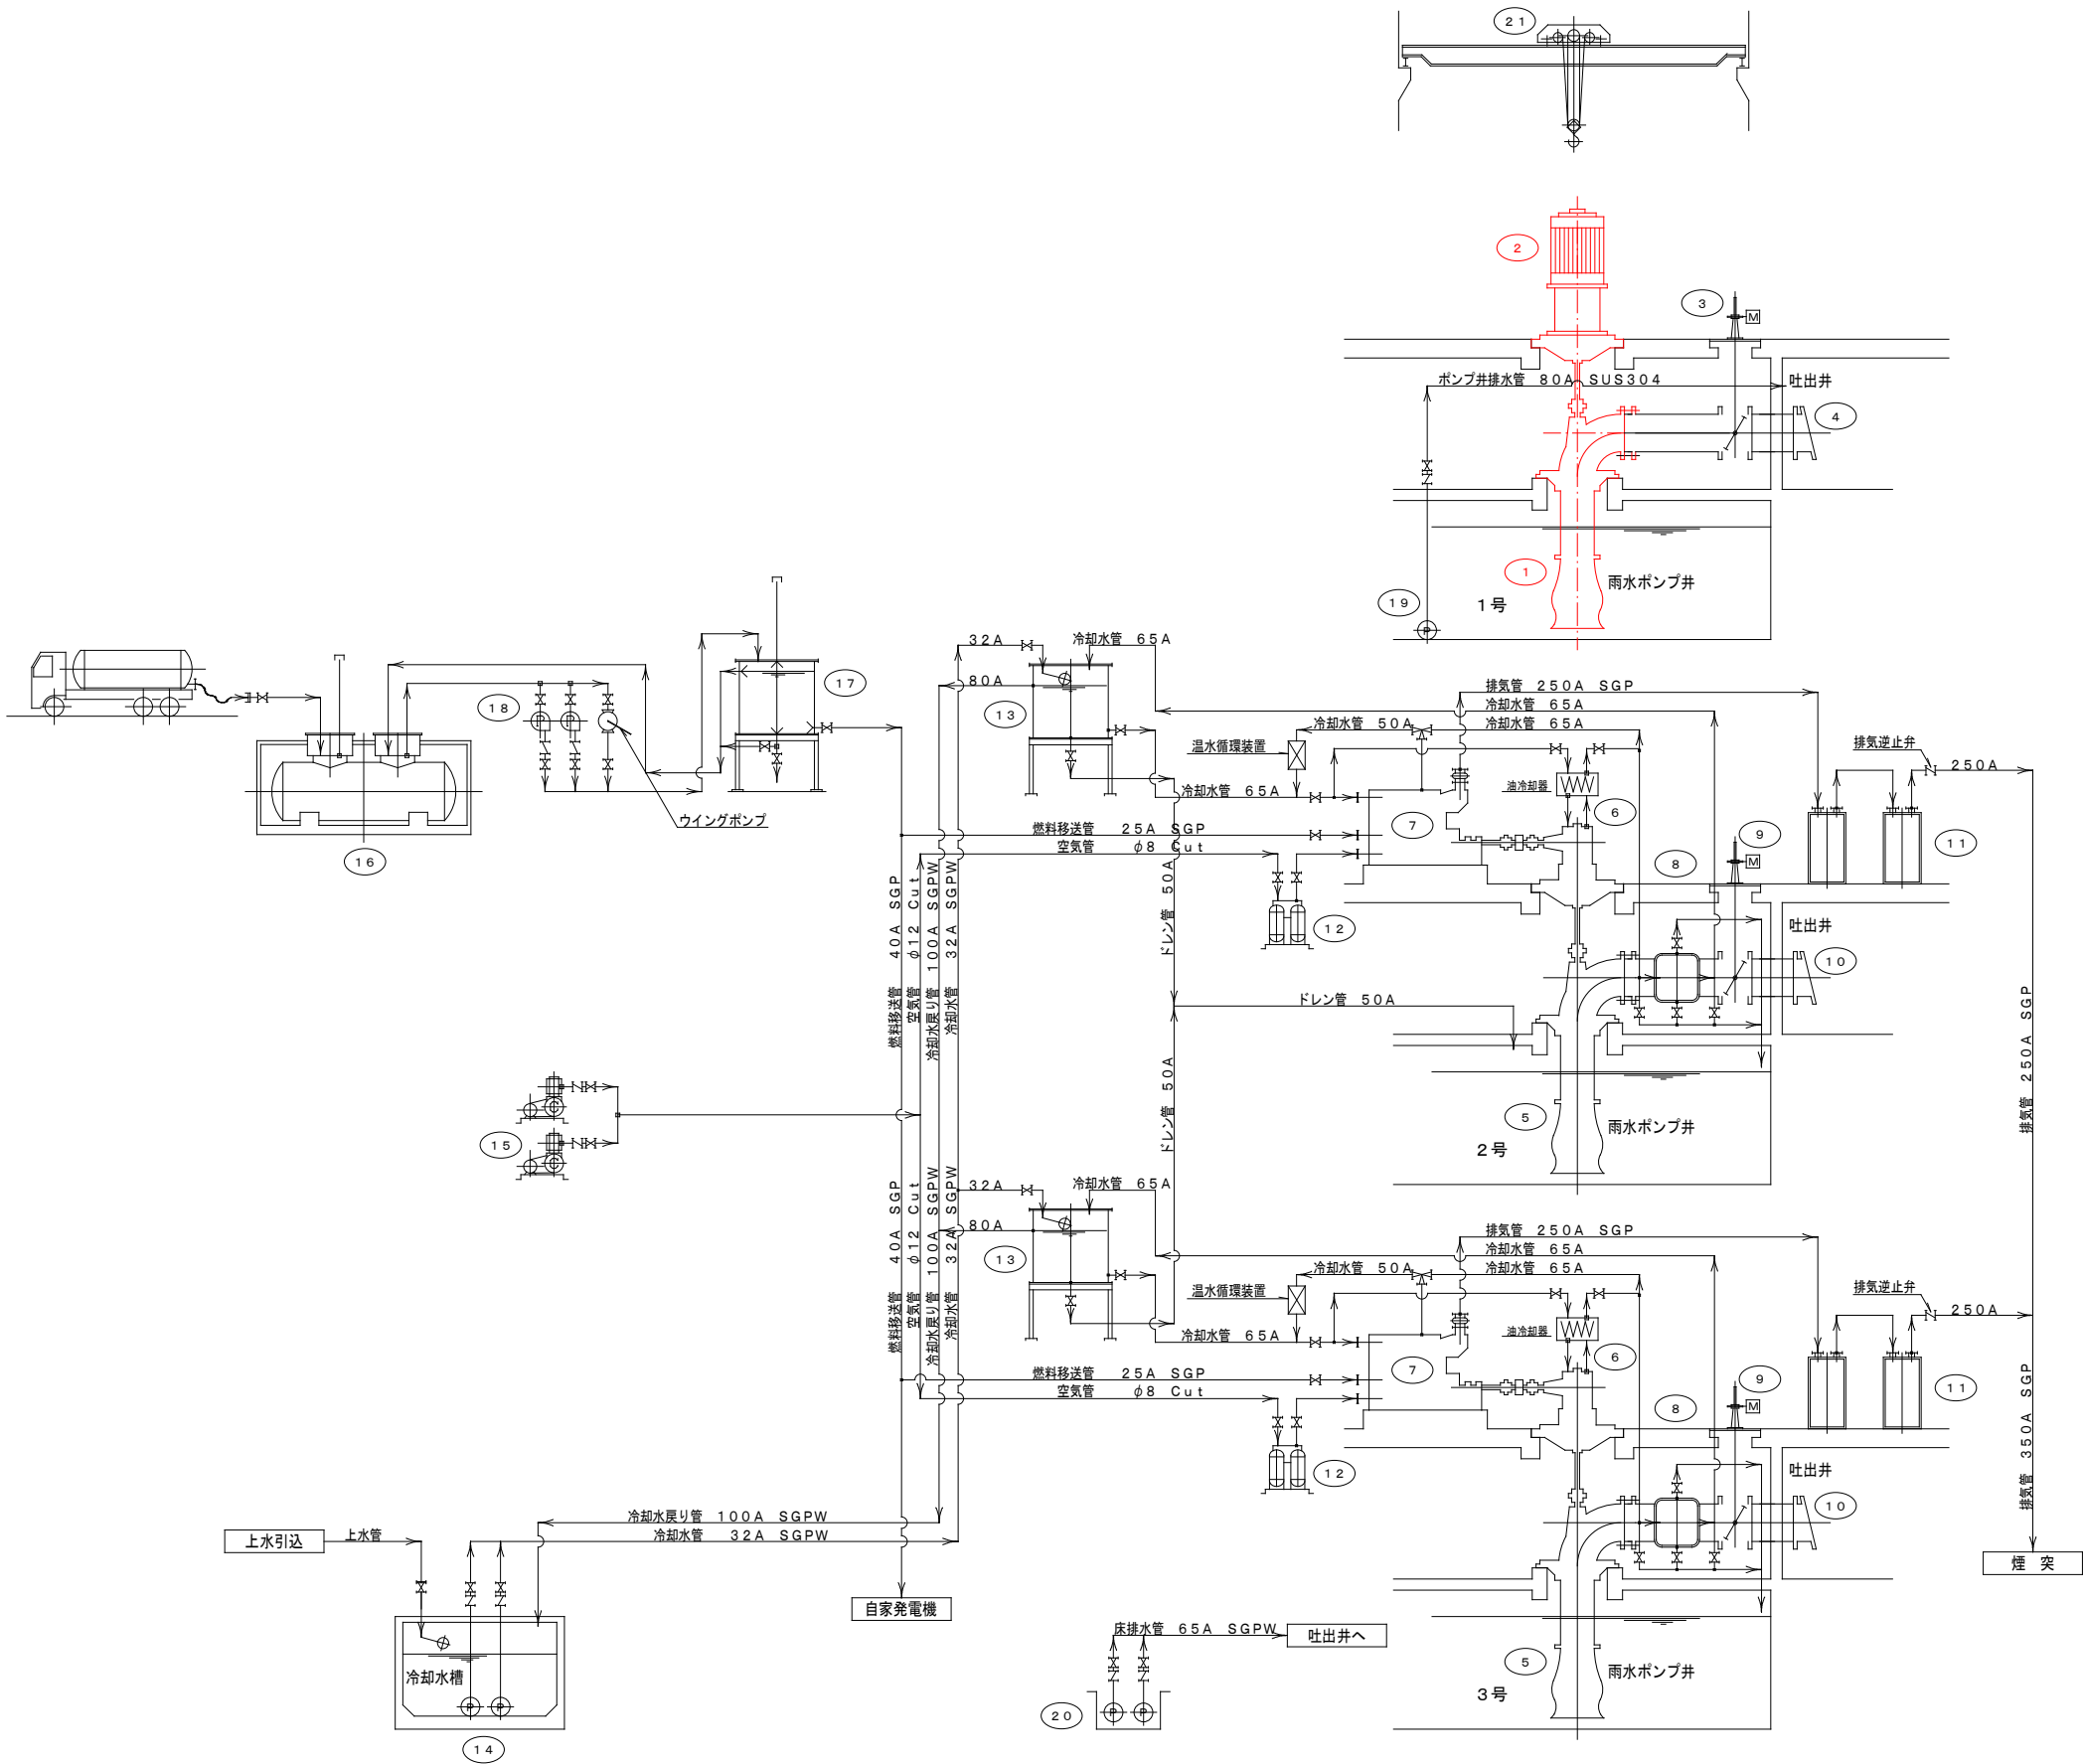 21
2
3
M
ポンプ井排水管 80A SUS304
吐出井
4
1
雨水ポンプ井
19
1号
P
32A
冷却水管 65A
17
80A
排気管 250A SGP
18
P
P
13
冷却水管 65A
冷却水管 50A
冷却水管 65A
温水循環装置
排気逆止弁
250A
油冷却器
冷却水管 65A
6
ウイングポンプ
燃料移送管 25A SGP
7
9
16
空気管 φ8 Cut
M
8
11
12
吐出井
10
燃料移送管 40A SGP
空気管 φ12 Cut
冷却水戻り管 100A SGPW
冷却水管 32A SGPW
ドレン管 50A
ドレン管 50A
排気管 250A SGP
5
雨水ポンプ井
2号
ドレン管 50A
C
15
C
32A
冷却水管 65A
80A
排気管 250A SGP
13
冷却水管 65A
冷却水管 50A
冷却水管 65A
温水循環装置
排気逆止弁
250A
油冷却器
冷却水管 65A
6
燃料移送管 25A SGP
7
9
空気管 φ8 Cut
M
8
11
12
吐出井
10
燃料移送管 40A SGP
空気管 φ12 Cut
冷却水戻り管 100A SGPW
冷却水管 32A SGPW
排気管 350A SGP
冷却水戻り管 100A SGPW
上水引込
上水管
冷却水管 32A SGPW
煙突
自家発電機
床排水管 65A SGPW
吐出井へ
冷却水槽
5
雨水ポンプ井
3号
P
P
20
P
P
14